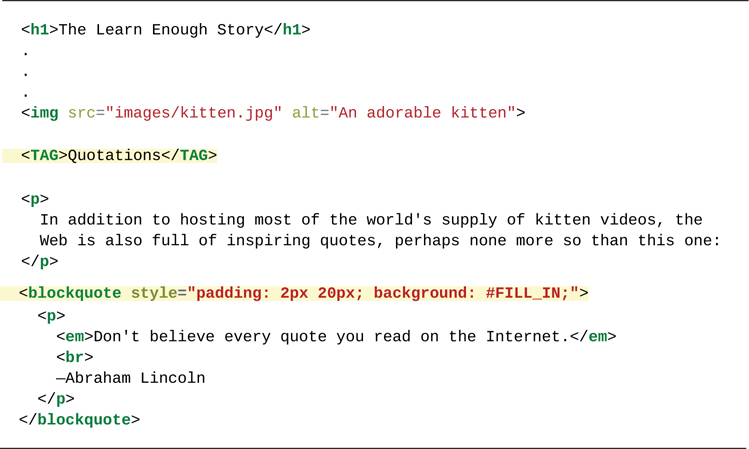 <h1>The Learn Enough Story</h1>
.
.
.
<img src="images/kitten.jpg" alt="An adorable kitten">
<TAG>Quotations</TAG>
<p>
In addition to hosting most of the world's supply of kitten videos, the
Web is also full of inspiring quotes, perhaps none more so than this one:
</p>
<blockquote style="padding: 2px 20px; background: #FILL_IN;">
<p>
<em>Don't believe every quote you read on the Internet.</em>
<br>
—Abraham Lincoln
</p>
</blockquote>